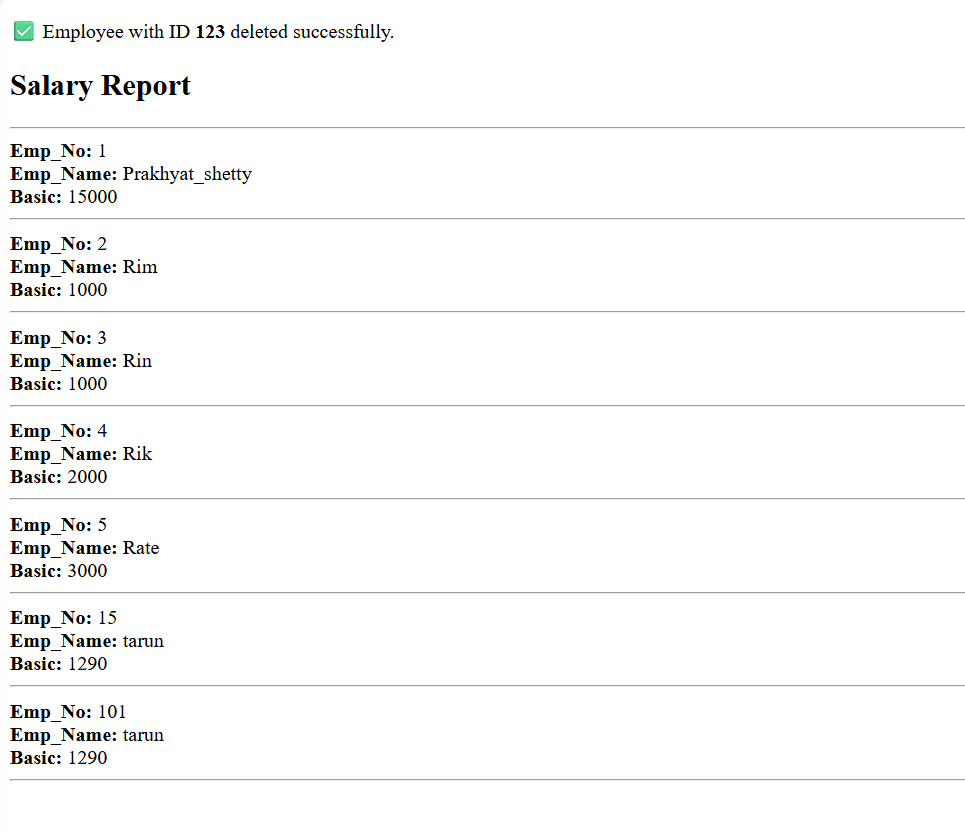 ✅ Employee with ID 123 deleted successfully.
Salary Report
Emp_No: 1
Emp_Name: Prakhyat_shetty
Basic: 15000
Emp_No: 2
Emp_Name: Rim
Basic: 1000
Emp_No: 3
Emp_Name: Rin
Basic: 1000
Emp_No: 4
Emp_Name: Rik
Basic: 2000
Emp_No: 5
Emp_Name: Rate
Basic: 3000
Emp_No: 15
Emp_Name: tarun
Basic: 1290
Emp_No: 101
Emp_Name: tarun
Basic: 1290